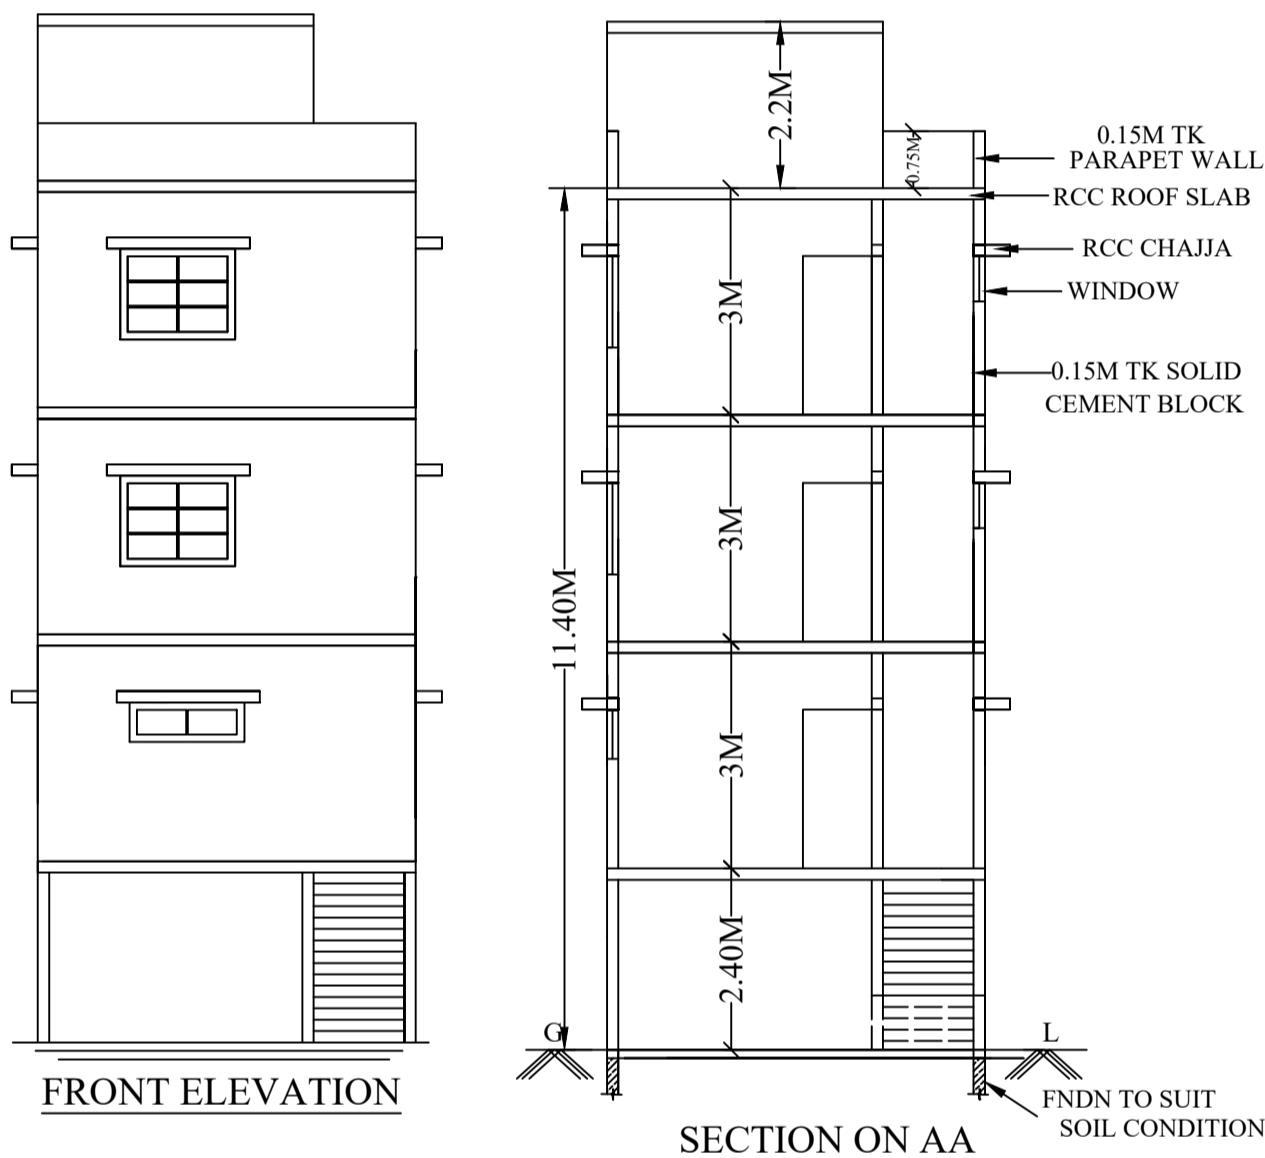 2.2M
0.75M
0.15M TK
PARAPET WALL
RCC ROOF SLAB
RCC CHAJJA
WINDOW
3M
0.15M TK SOLID
CEMENT BLOCK
3M
11.40M
3M
2.40M
G
L
FRONT ELEVATION
FNDN TO SUIT
SOIL CONDITION
SECTION ON AA